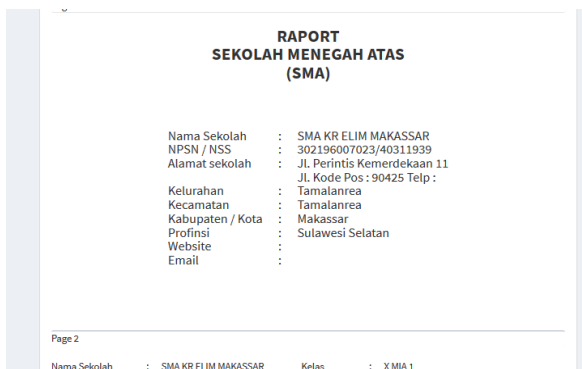 RAPORT
SEKOLAH MENEGAH ATAS
(SMA)
Nama Sekolah : SMA KR ELIM MAKASSAR
NPSN / NSS : 302196007023/40311939
Alamat sekolah : Jl. Perintis Kemerdekaan 11
Jl. Kode Pos : 90425 Telp :
Kelurahan : Tamalanrea
Kecamatan : Tamalanrea
Kabupaten / Kota : Makassar
Profinsi : Sulawesi Selatan
Website :
Email :
Page 2
Nama Sekolah : SMA KR ELIM MAKASSAR Kelas : X MIA 1